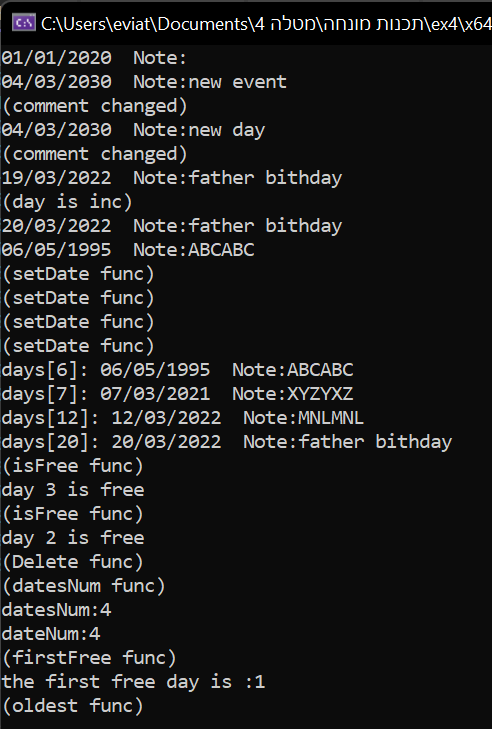 C:\Users\eviat\Documents\תכנות מונחה\מטלה 4\ex4\x64
01/01/2020  Note:
04/03/2030  Note:new event
(comment changed)
04/03/2030  Note:new day
(comment changed)
19/03/2022  Note:father bithday
(day is inc)
20/03/2022  Note:father bithday
06/05/1995  Note:ABCABC
(setDate func)
(setDate func)
(setDate func)
(setDate func)
days[6]: 06/05/1995  Note:ABCABC
days[7]: 07/03/2021  Note:XYZYXZ
days[12]: 12/03/2022  Note:MNLMNL
days[20]: 20/03/2022  Note:father bithday
(isFree func)
day 3 is free
(isFree func)
day 2 is free
(Delete func)
(datesNum func)
datesNum:4
dateNum:4
(firstFree func)
the first free day is :1
(oldest func)